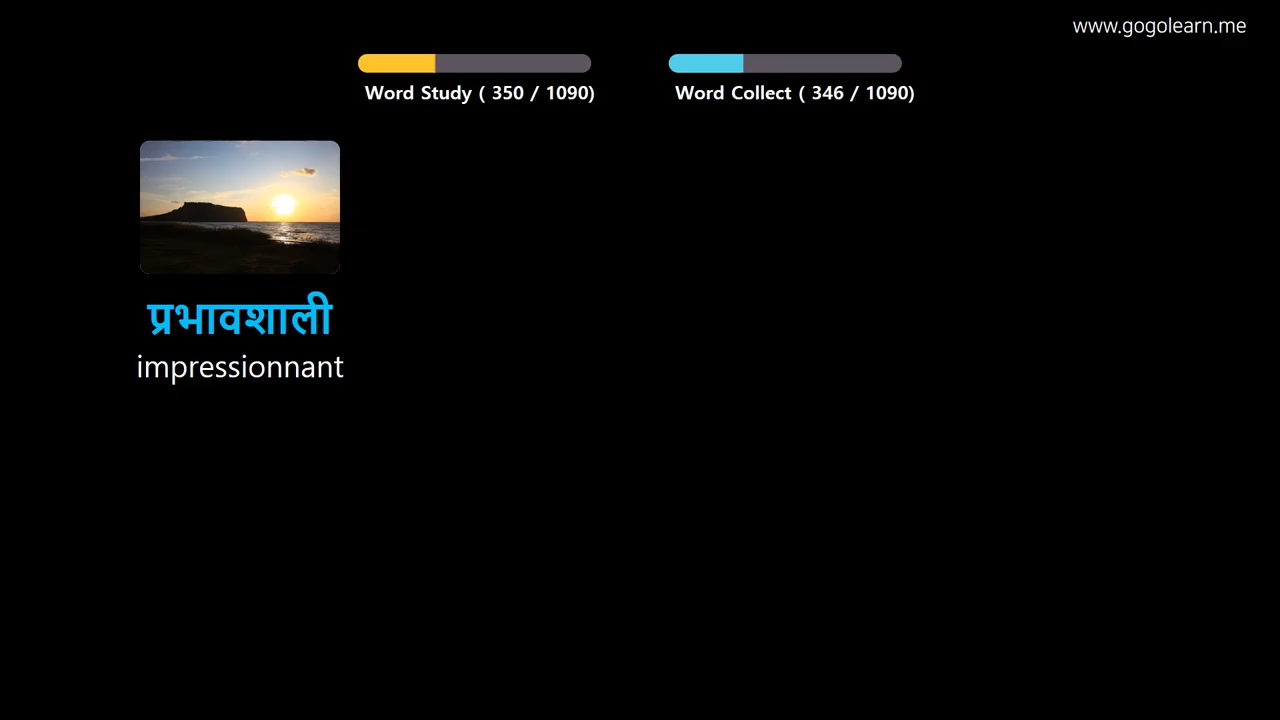 www.gogolearn.me
Word Study ( 350 / 1090)
Word Collect ( 346 / 1090)
प्रभावशाली
impressionnant